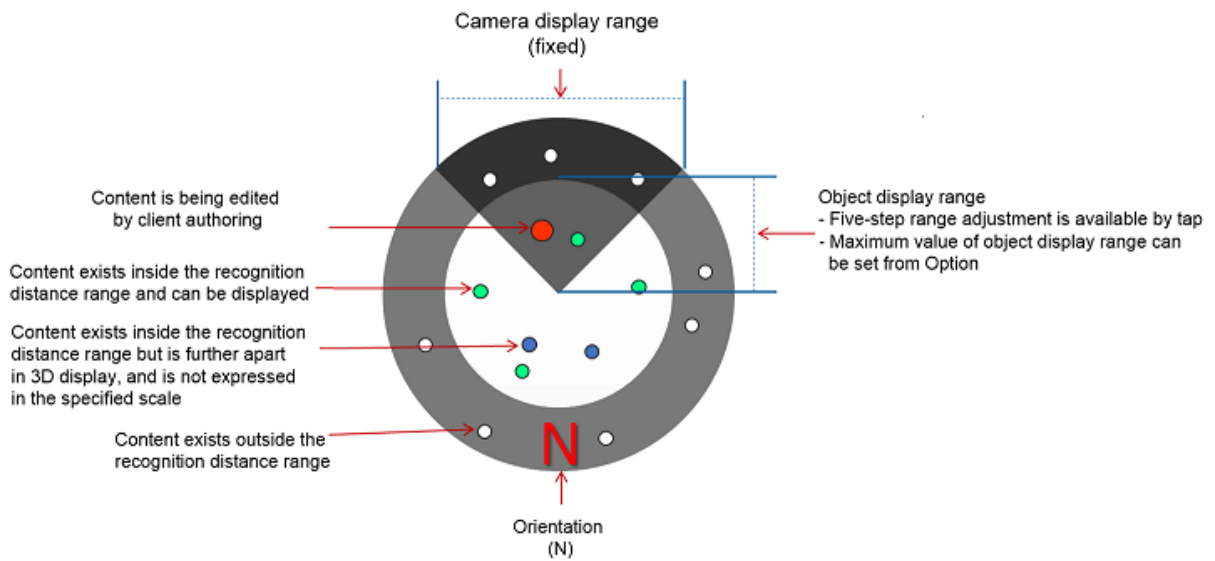 Camera display range
(fixed)
Content is being edited
by client authoring
Object display range
- Five-step range adjustment is available by tap
- Maximum value of object display range can
be set from Option
Content exists inside the recognition
distance range and can be displayed
Content exists inside the recognition
distance range but is further apart
in 3D display, and is not expressed
in the specified scale
Content exists outside the
recognition distance range
N
Orientation
(N)